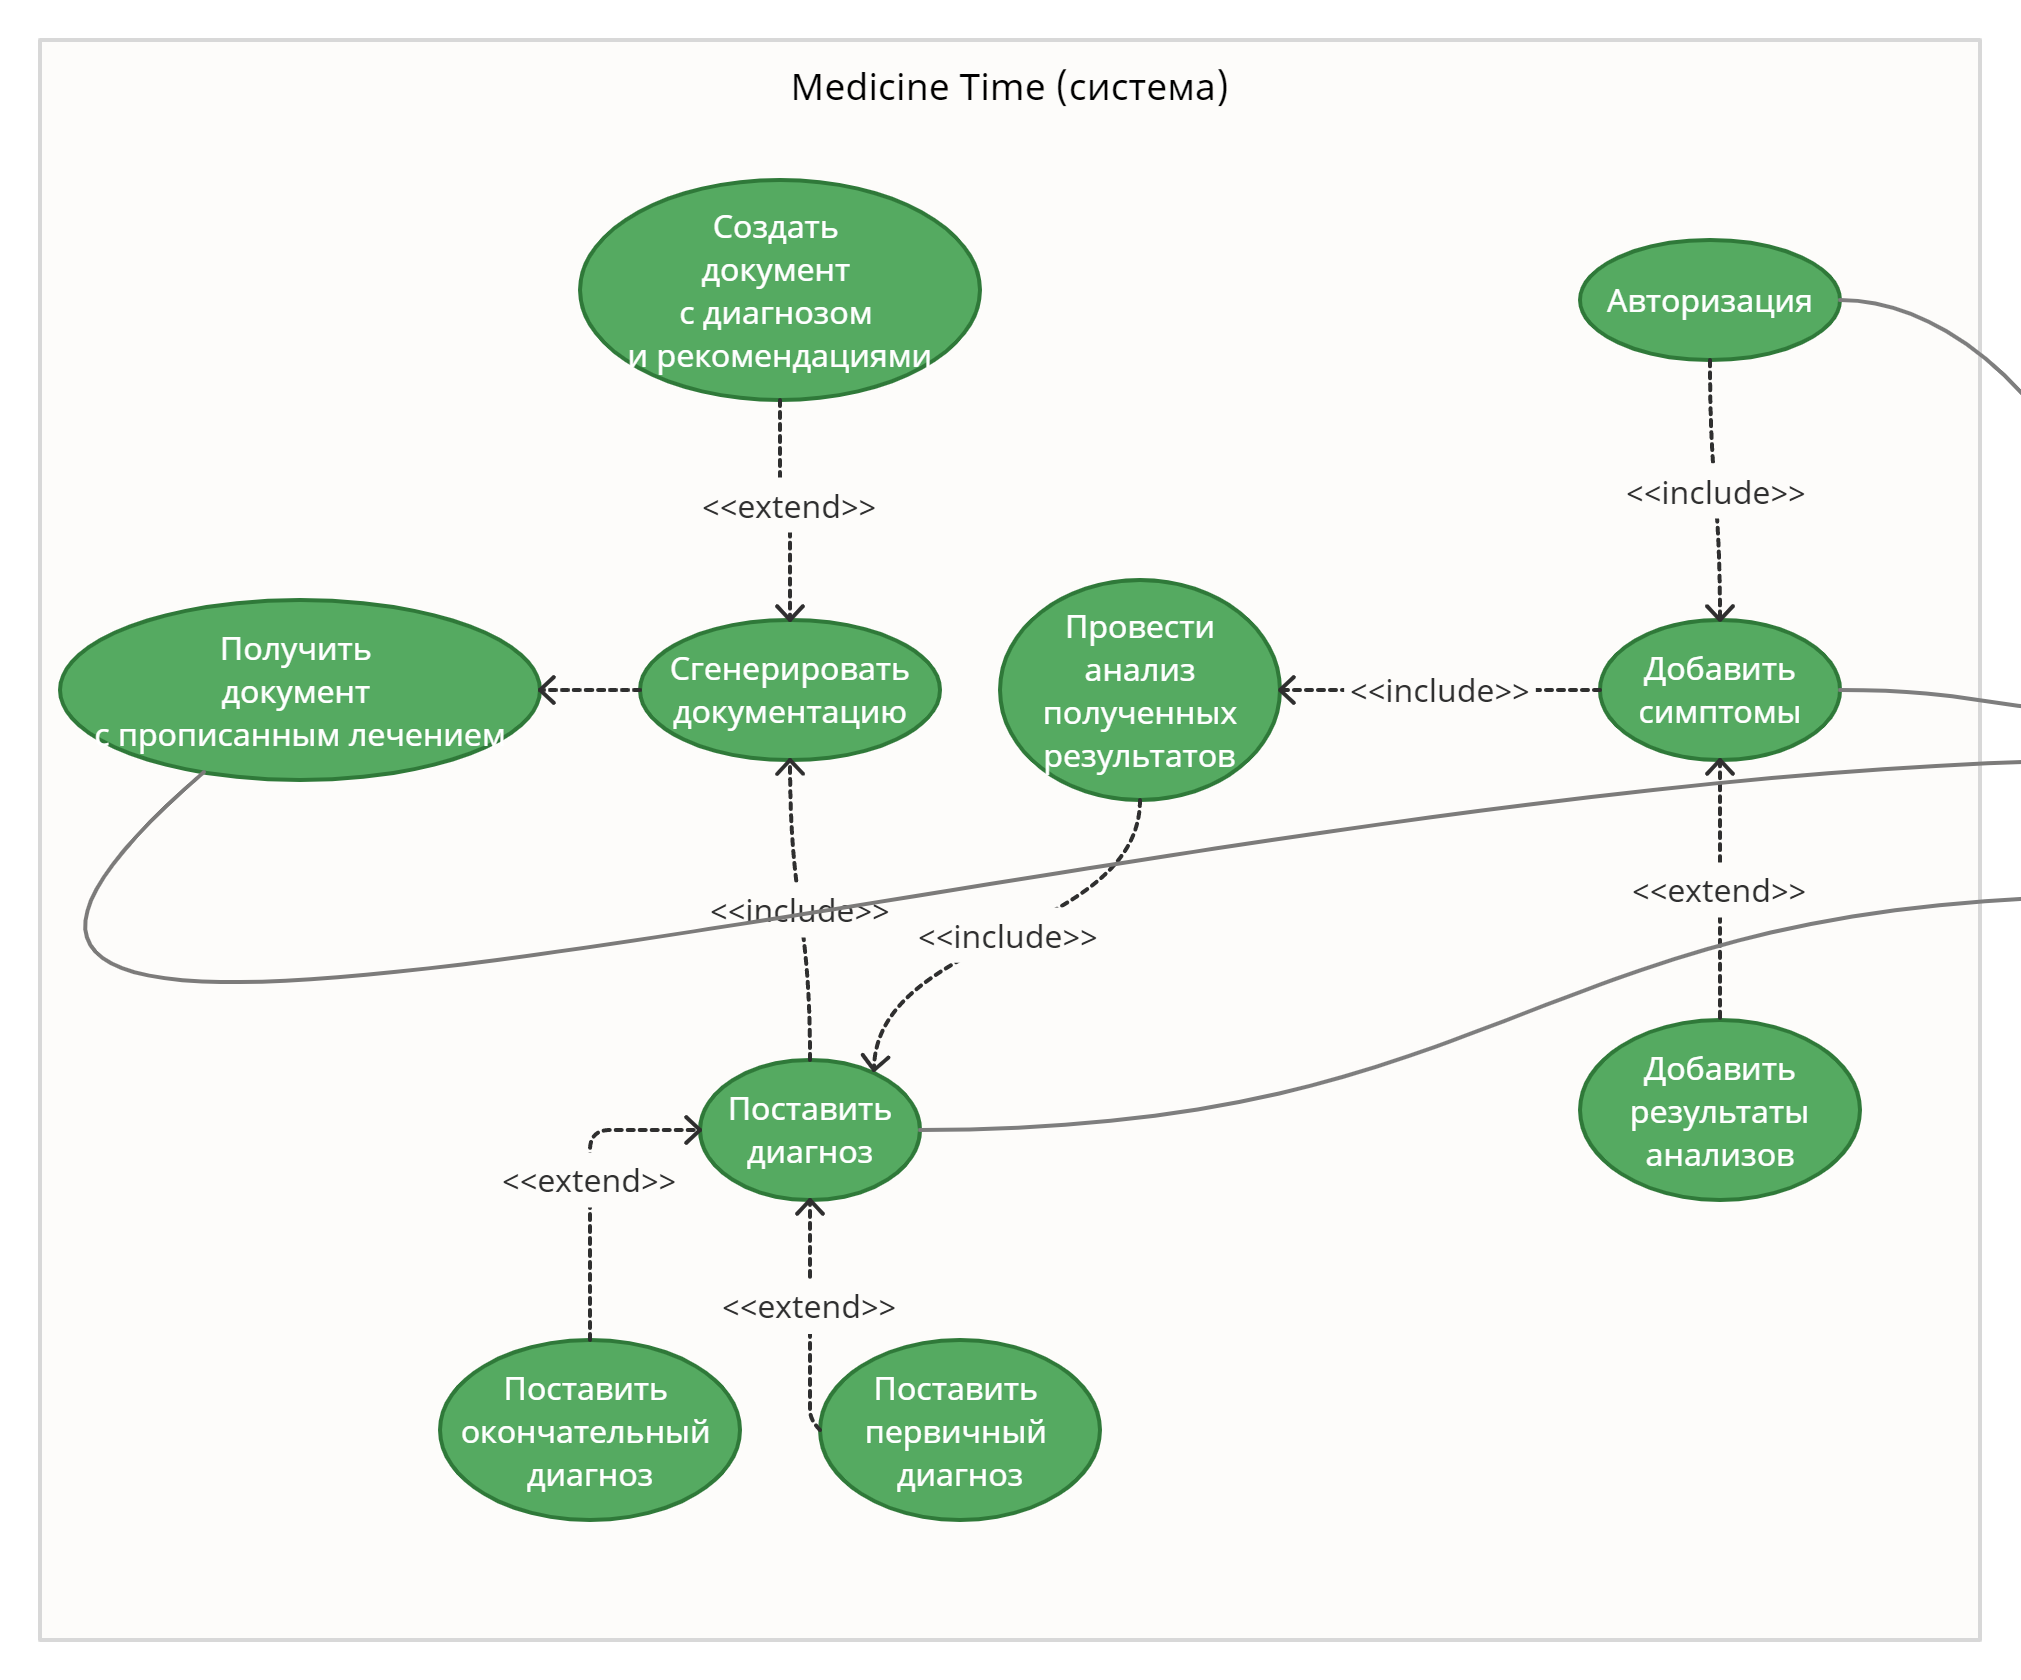 Medicine Time (система)
Создать
документ
с диагнозом
и рекомендациями
Авторизация
<<extend>>
<<include>>
Получить
документ
с прописанным лечением
Сгенерировать
документацию
Провести
анализ
полученных
результатов
<<include>>
Добавить
симптомы
<<include>>
<<include>>
<<extend>>
Поставить
диагноз
Добавить
результаты
анализов
<<extend>>
<<extend>>
Поставить
окончательный
диагноз
Поставить
первичный
диагноз